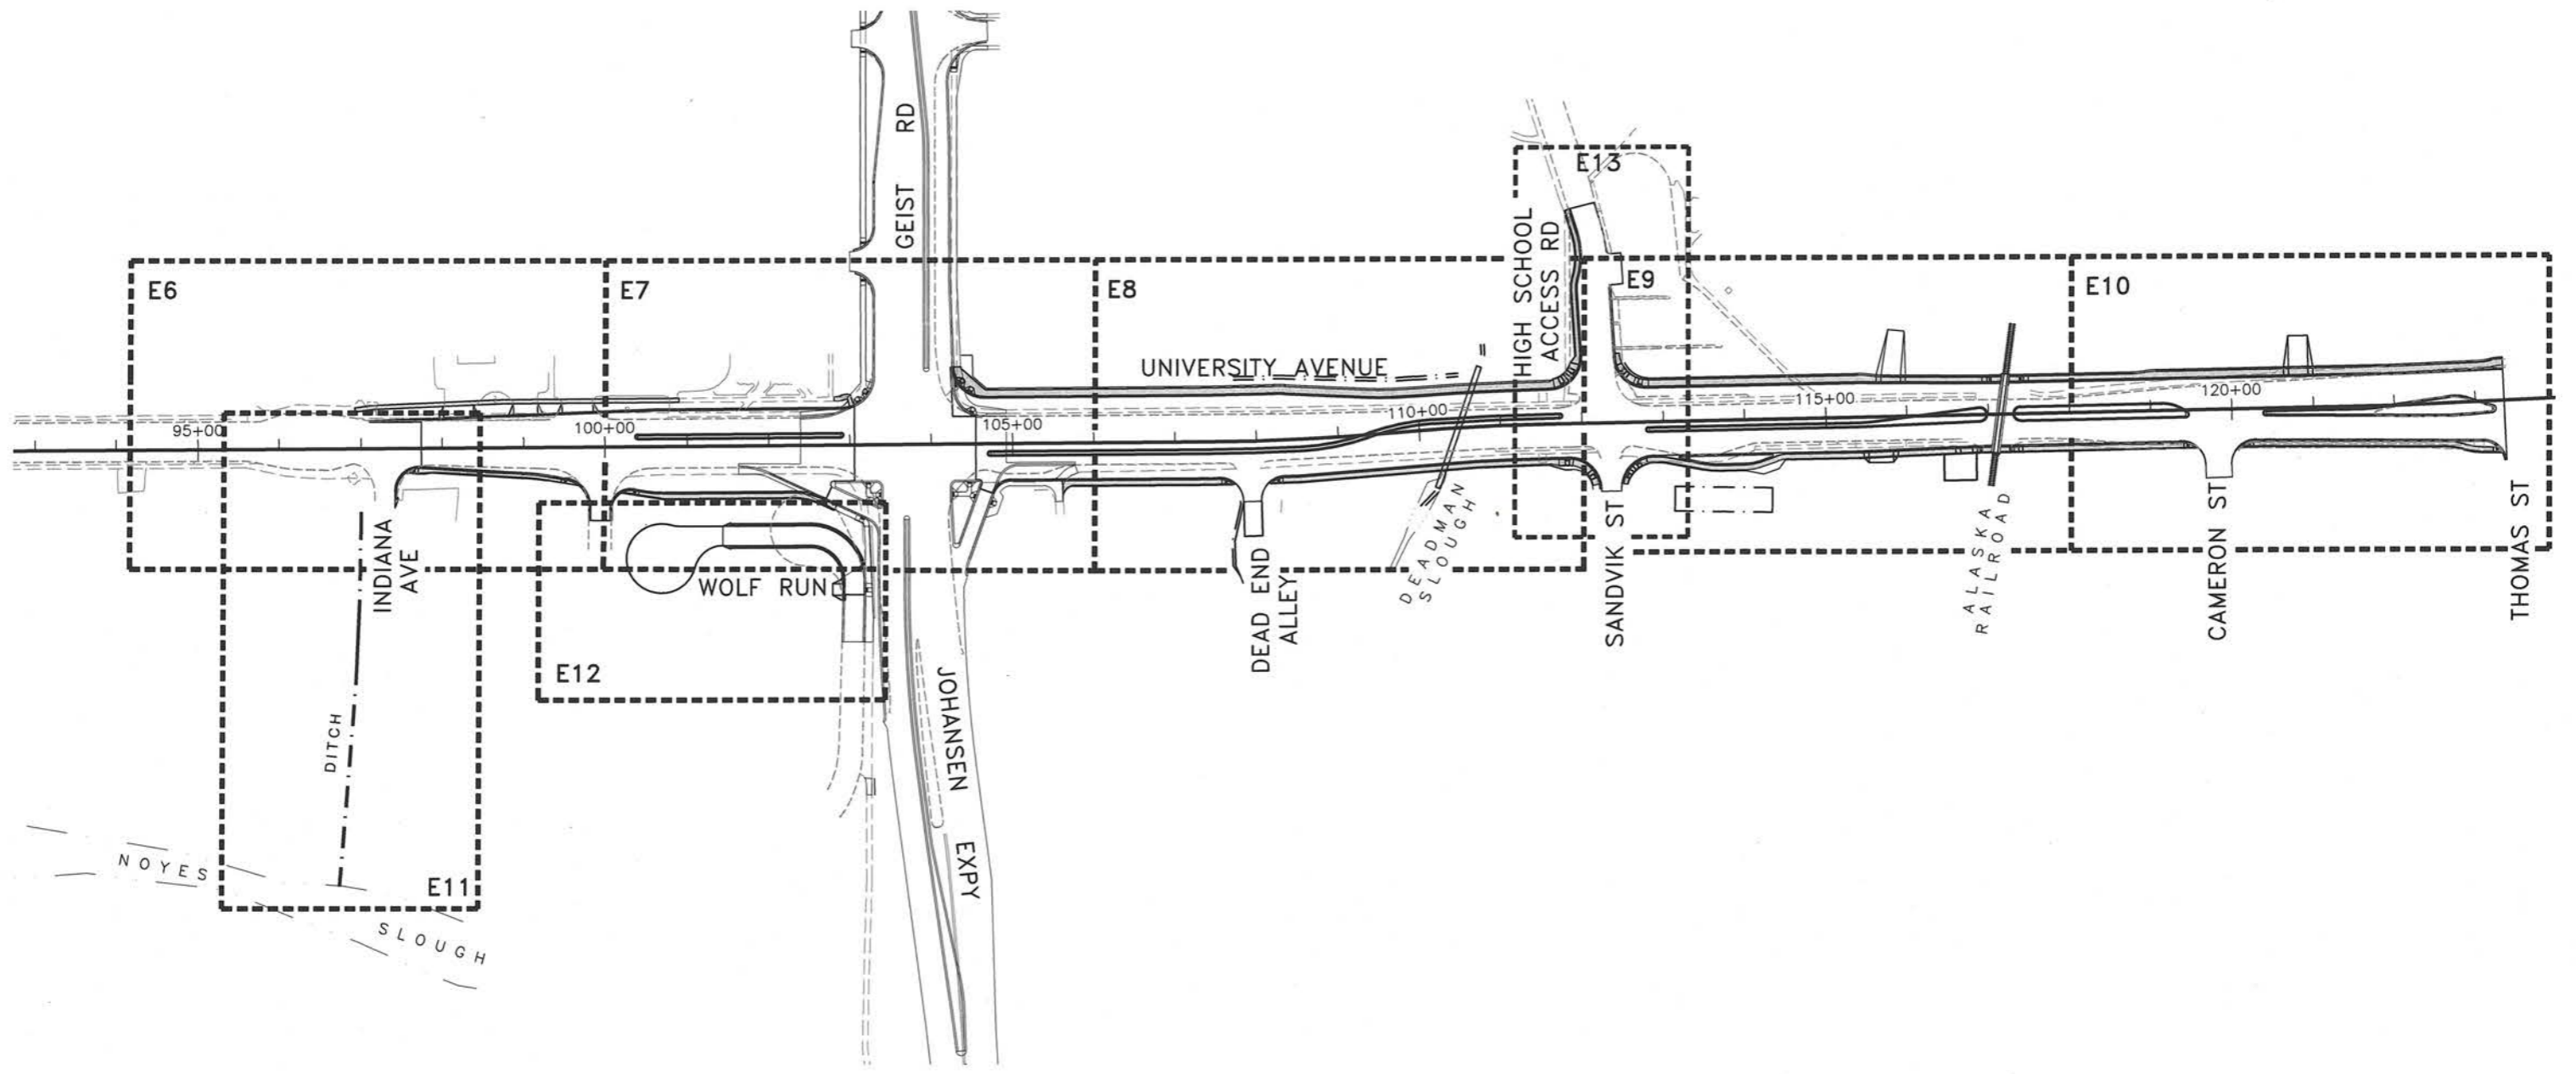 GEIST RD
E13
HIGH SCHOOL
ACCESS RD
E6
E7
E8
E9
E10
UNIVERSITY AVENUE
95+00
100+00
105+00
110+00
115+00
120+00
INDIANA
AVE
WOLF RUN
E12
DEAD END
ALLEY
DEADMAN
SLOUGH
SANDVIK ST
ALASKA
RAILROAD
CAMERON ST
THOMAS ST
DITCH
JOHANSEN EXPY
NOYES
SLOUGH
E11